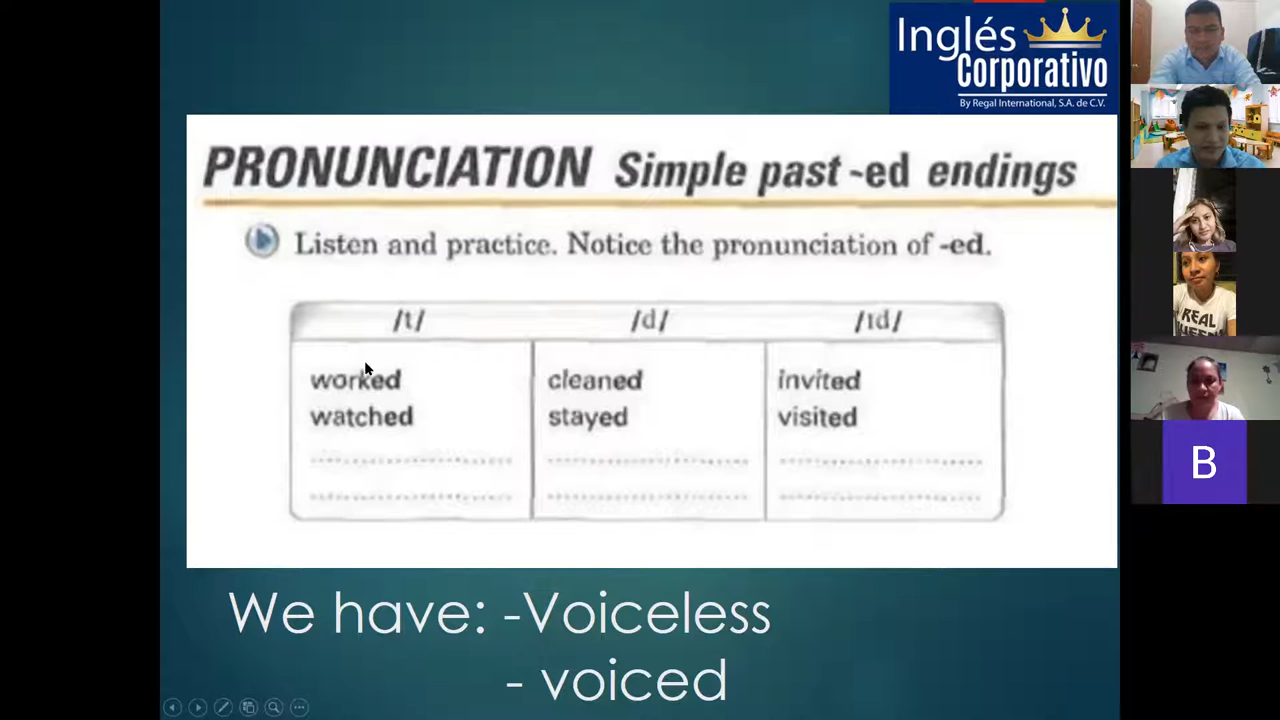 Inglés
Corporativo
By Regal International, S.A. de C.V.
PRONUNCIATION Simple past -ed endings
Listen and practice. Notice the pronunciation of -ed.
/t/ /d/ /ɪd/
worked cleaned invited
watched stayed visited
We have: -Voiceless
- voiced
REAL
B